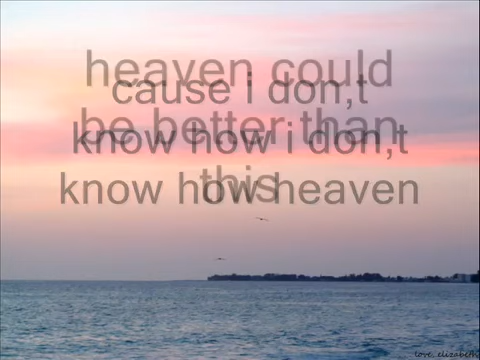 heaven could
cause i don,t
be better than
know how i don,t
this
know how heaven
love, elizabeth